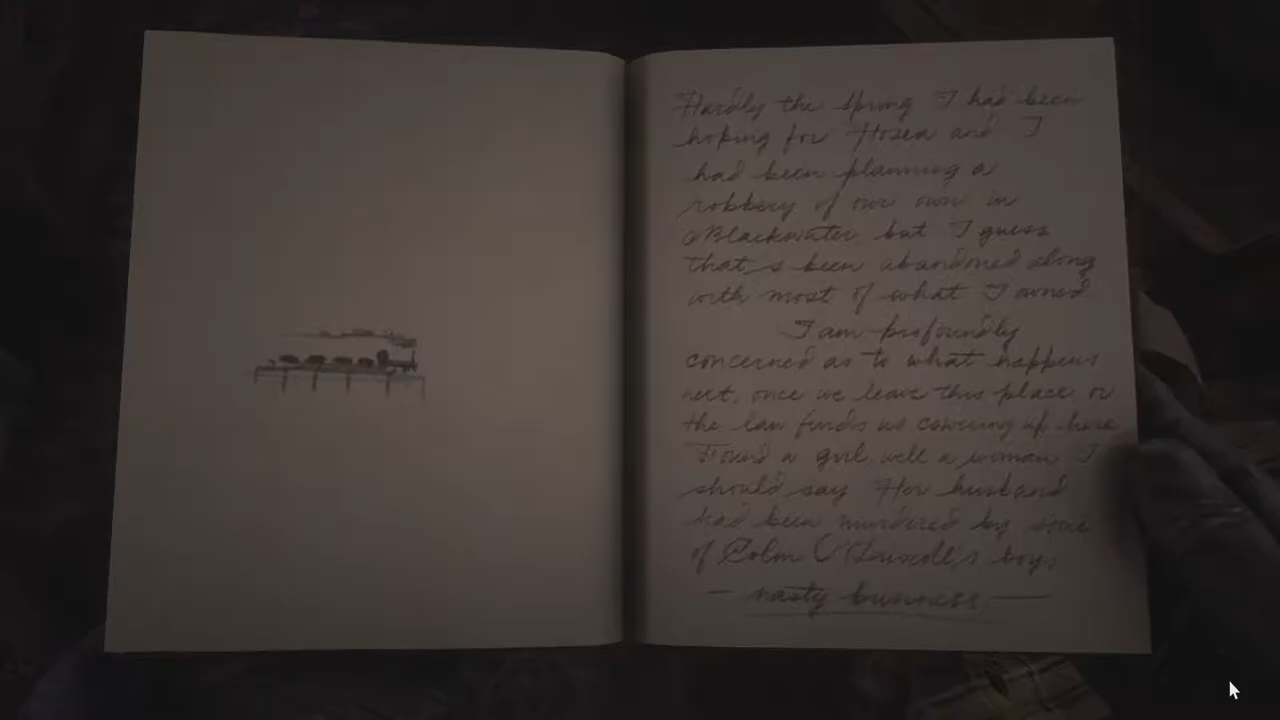 Hardly the spring I had been
hoping for Hosea and I
had been planning a
robbery of our own in
Blackwater, but I guess
that's been abandoned along
with most of what I owned.
I am profoundly
concerned as to what happens
next, once we leave this place or
the law finds us cowering up here
Found a girl, well a woman I
should say Her husband
had been murdered by some
of Colm O'Driscoll's boys
— nasty business. —